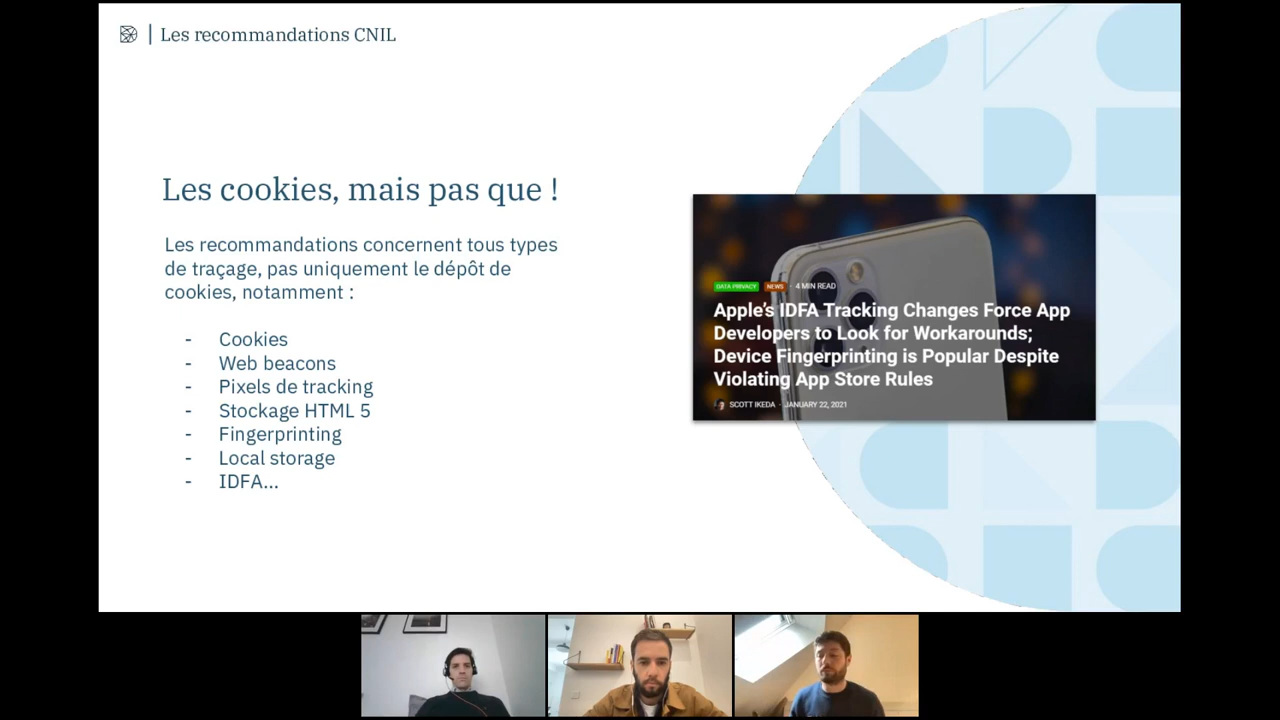 Les recommandations CNIL
Les cookies, mais pas que !
Les recommandations concernent tous types
de traçage, pas uniquement le dépôt de
cookies, notamment :
- Cookies
- Web beacons
- Pixels de tracking
- Stockage HTML 5
- Fingerprinting
- Local storage
- IDFA...
DATA PRIVACY NEWS · 4 MIN READ
Apple's IDFA Tracking Changes Force App
Developers to Look for Workarounds;
Device Fingerprinting is Popular Despite
Violating App Store Rules
SCOTT IKEDA · JANUARY 22, 2021